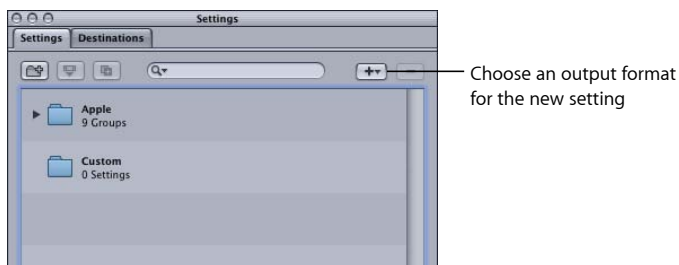 Settings
Settings Destinations
Choose an output format
for the new setting
Apple
9 Groups
Custom
0 Settings